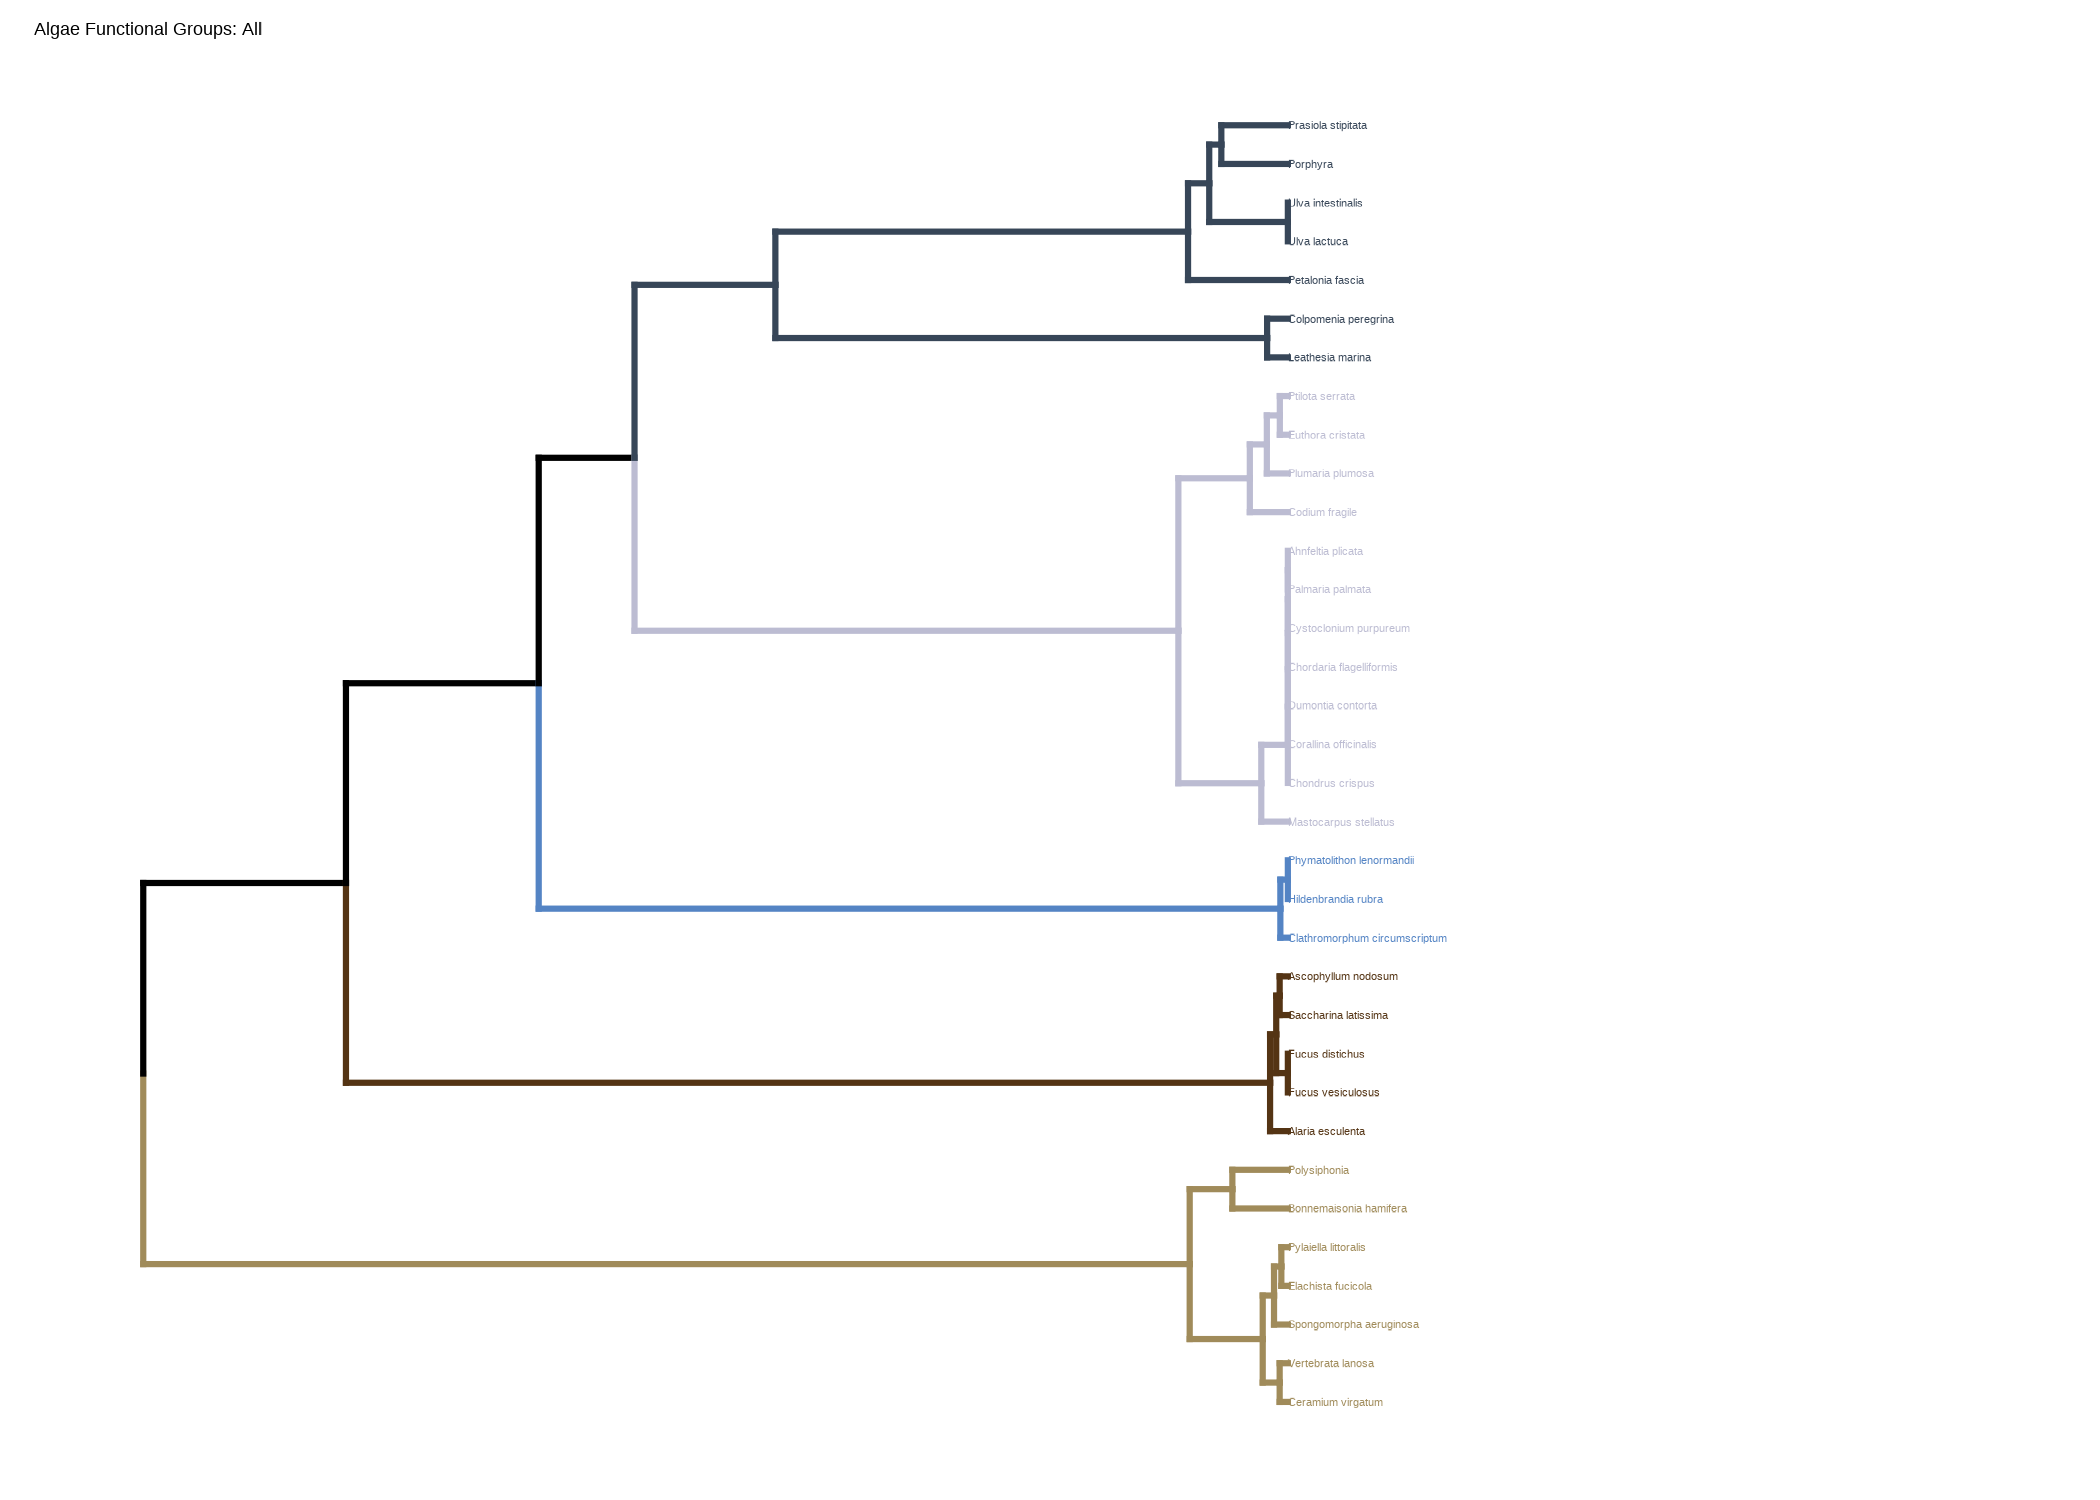 Algae Functional Groups: All
Prasiola stipitata
Porphyra
Ulva intestinalis
Ulva lactuca
Petalonia fascia
Colpomenia peregrina
Leathesia marina
Ptilota serrata
Euthora cristata
Plumaria plumosa
Codium fragile
Ahnfeltia plicata
Palmaria palmata
Cystoclonium purpureum
Chordaria flagelliformis
Dumontia contorta
Corallina officinalis
Chondrus crispus
Mastocarpus stellatus
Phymatolithon lenormandii
Hildenbrandia rubra
Clathromorphum circumscriptum
Ascophyllum nodosum
Saccharina latissima
Fucus distichus
Fucus vesiculosus
Alaria esculenta
Polysiphonia
Bonnemaisonia hamifera
Pylaiella littoralis
Elachista fucicola
Spongomorpha aeruginosa
Vertebrata lanosa
Ceramium virgatum